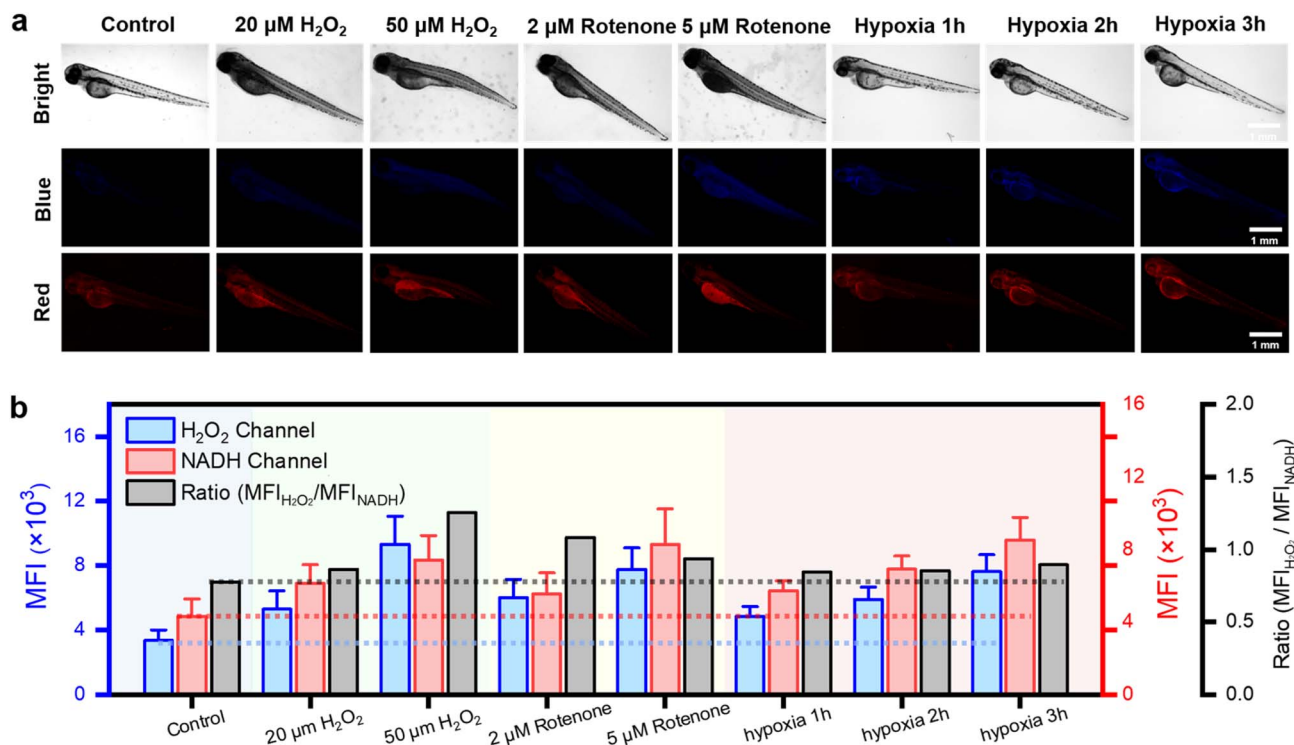 a
Control
20 μM H₂O₂
50 μM H₂O₂
2 μM Rotenone
5 μM Rotenone
Hypoxia 1h
Hypoxia 2h
Hypoxia 3h
Bright
1 mm
Blue
1 mm
Red
1 mm
b
H₂O₂ Channel
NADH Channel
Ratio (MFI_H₂O₂/MFI_NADH)
MFI (×10³)
16
12
8
4
0
MFI (×10³)
16
12
8
4
0
Ratio (MFI_H₂O₂ / MFI_NADH)
2.0
1.5
1.0
0.5
0.0
Control
20 μm H₂O₂
50 μm H₂O₂
2 μM Rotenone
5 μM Rotenone
hypoxia 1h
hypoxia 2h
hypoxia 3h